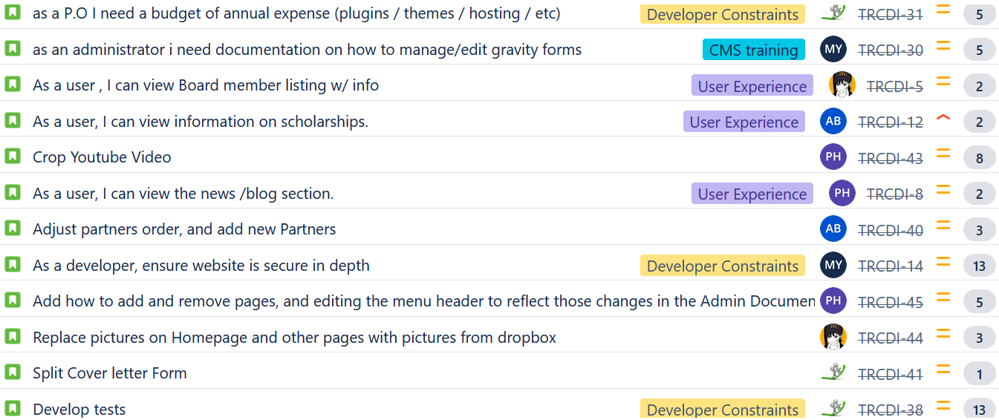 as a P.O I need a budget of annual expense (plugins / themes / hosting / etc) Developer Constraints TRCDI-31 5
as an administrator i need documentation on how to manage/edit gravity forms CMS training MY TRCDI-30 5
As a user , I can view Board member listing w/ info User Experience TRCDI-5 2
As a user, I can view information on scholarships. User Experience AB TRCDI-12 2
Crop Youtube Video PH TRCDI-43 8
As a user, I can view the news /blog section. User Experience PH TRCDI-8 2
Adjust partners order, and add new Partners AB TRCDI-40 3
As a developer, ensure website is secure in depth Developer Constraints MY TRCDI-14 13
Add how to add and remove pages, and editing the menu header to reflect those changes in the Admin Documen PH TRCDI-45 5
Replace pictures on Homepage and other pages with pictures from dropbox TRCDI-44 3
Split Cover letter Form TRCDI-41 1
Develop tests Developer Constraints TRCDI-38 13